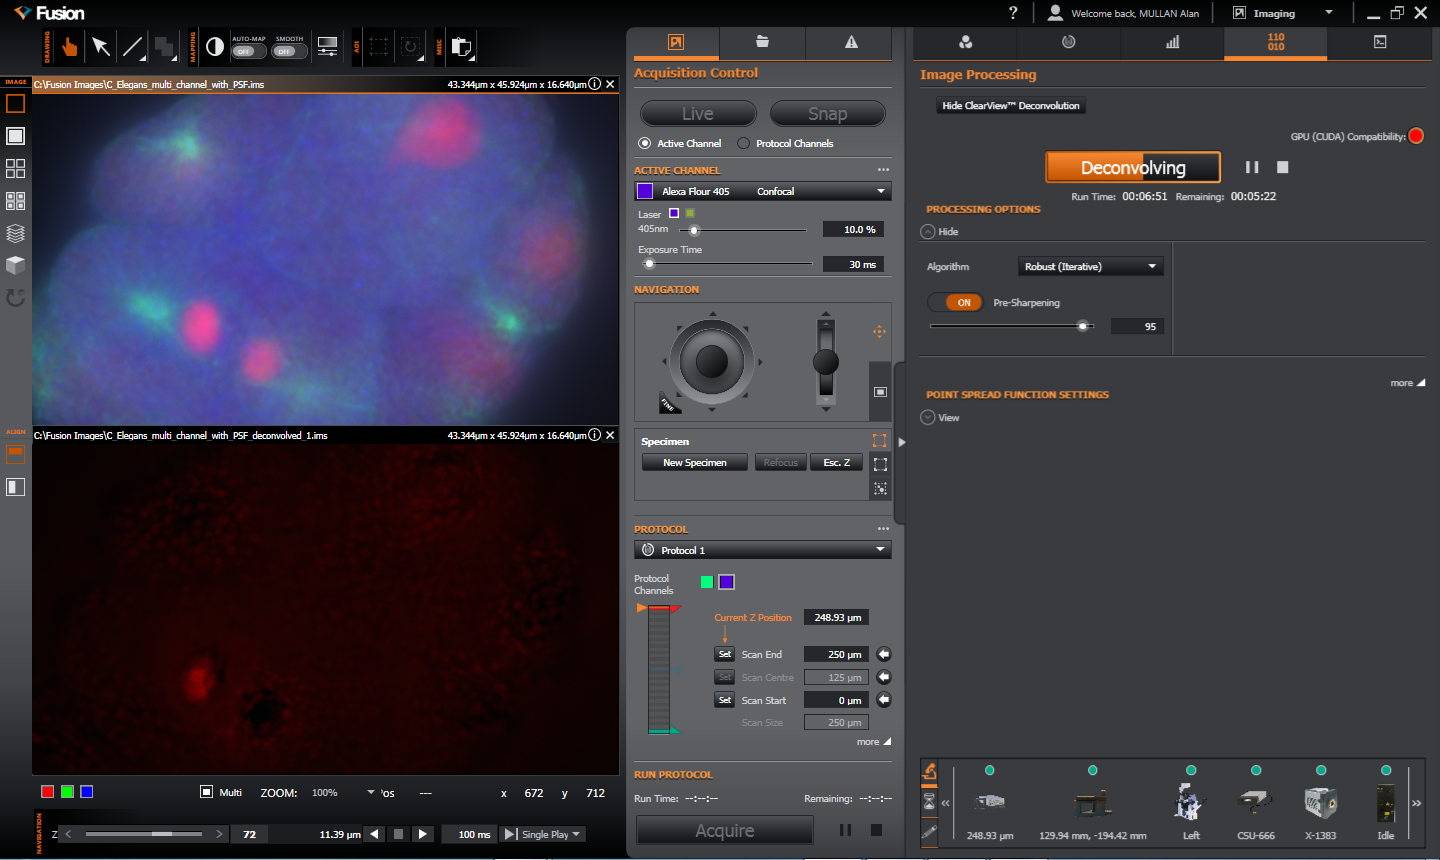 Fusion
?
Welcome back, MULLAN Alan
Imaging
DRAWING
MAPPING
AUTO-MAP
OFF
SMOOTH
OFF
AOI
MISC
IMAGE
C:\Fusion Images\C_Elegans_multi_channel_with_PSF.ims
43.344µm x 45.924µm x 16.640µm
ALIGN
C:\Fusion Images\C_Elegans_multi_channel_with_PSF_deconvolved_1.ims
43.344µm x 45.924µm x 16.640µm
Multi
ZOOM:
100%
'os
---
x
672
y
712
NAVIGATION
Z
72
11.39 µm
100 ms
Single Play
Acquisition Control
Live
Snap
Active Channel
Protocol Channels
ACTIVE CHANNEL
Alexa Flour 405
Confocal
Laser
405nm
10.0 %
Exposure Time
30 ms
NAVIGATION
FINE
Specimen
New Specimen
Refocus
Esc. Z
PROTOCOL
Protocol 1
Protocol
Channels
Current Z Position
248.93 µm
Set
Scan End
250 µm
Set
Scan Centre
125 µm
Set
Scan Start
0 µm
Scan Size
250 µm
more
RUN PROTOCOL
Run Time: --:--:--
Remaining: --:--:--
Acquire
110
010
Image Processing
Hide ClearView™ Deconvolution
GPU (CUDA) Compatibility:
Deconvolving
Run Time: 00:06:51
Remaining: 00:05:22
PROCESSING OPTIONS
Hide
Algorithm
Robust (Iterative)
ON
Pre-Sharpening
95
more
POINT SPREAD FUNCTION SETTINGS
View
248.93 µm
129.94 mm, -194.42 mm
Left
CSU-666
X-1383
Idle